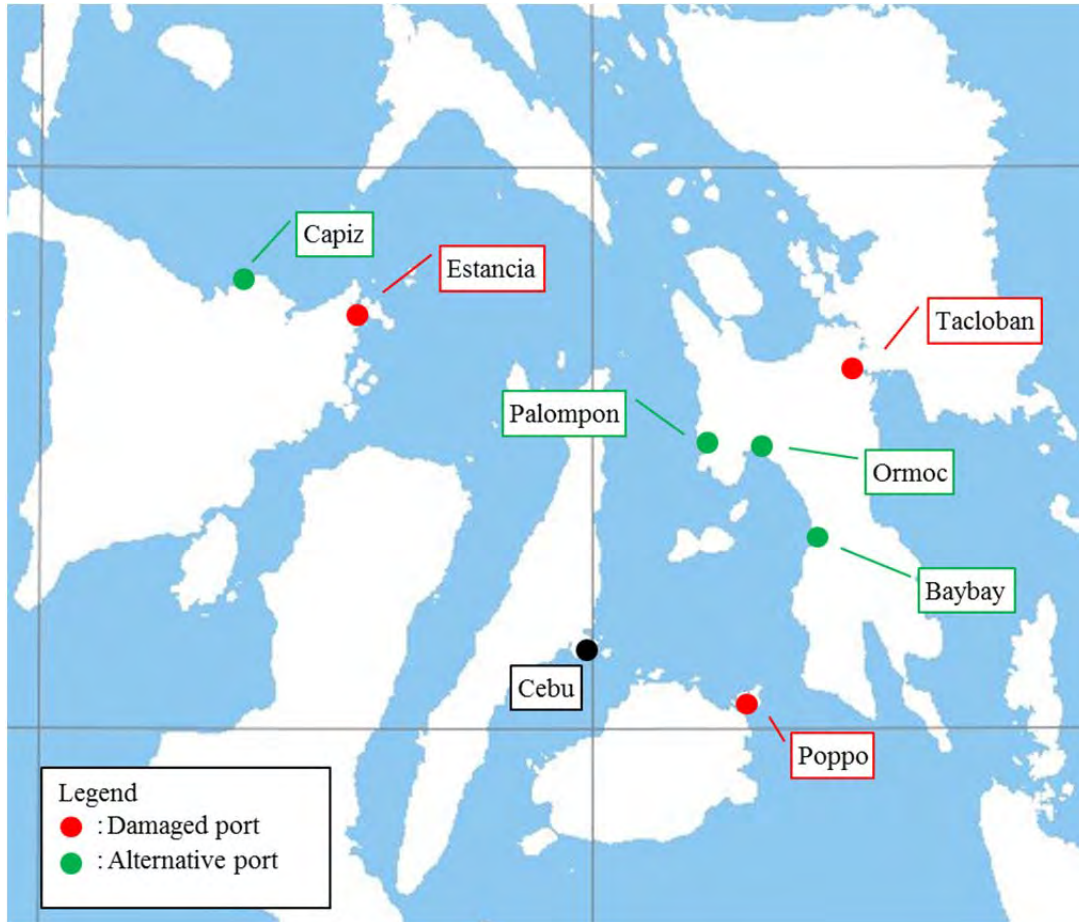 Capiz
Estancia
Tacloban
Palompon
Ormoc
Baybay
Cebu
Poppo
Legend
: Damaged port
: Alternative port